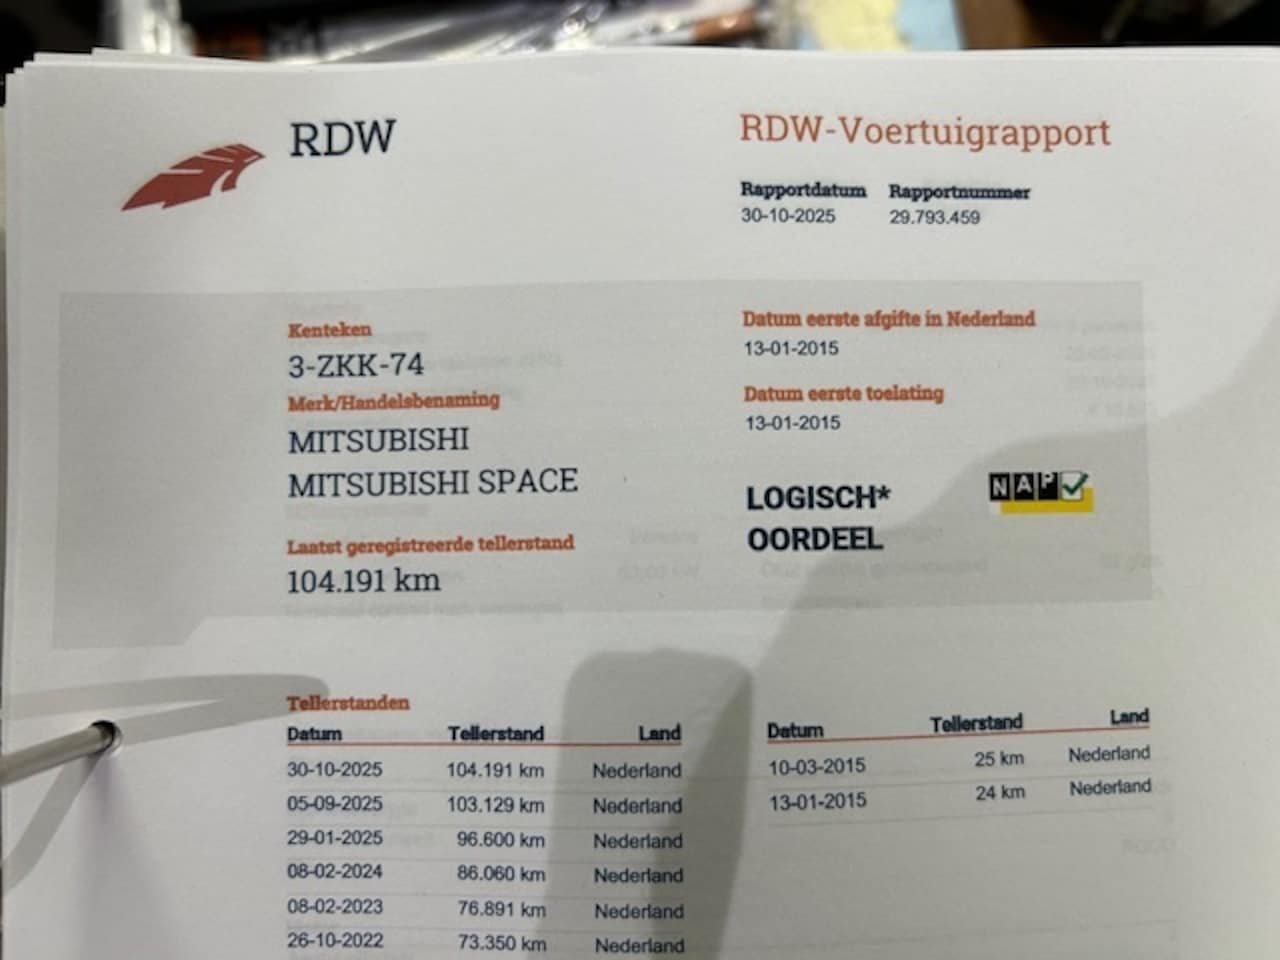 RDW
RDW-Voertuigrapport
Rapportdatum Rapportnummer
30-10-2025 29.793.459
Kenteken
3-ZKK-74
Merk/Handelsbenaming
MITSUBISHI
MITSUBISHI SPACE
Laatst geregistreerde tellerstand
104.191 km
Datum eerste afgifte in Nederland
13-01-2015
Datum eerste toelating
13-01-2015
LOGISCH*
OORDEEL
NAP
Tellerstanden
Datum Tellerstand Land
30-10-2025 104.191 km Nederland
05-09-2025 103.129 km Nederland
29-01-2025 96.600 km Nederland
08-02-2024 86.060 km Nederland
08-02-2023 76.891 km Nederland
26-10-2022 73.350 km Nederland
Datum Tellerstand Land
10-03-2015 25 km Nederland
13-01-2015 24 km Nederland